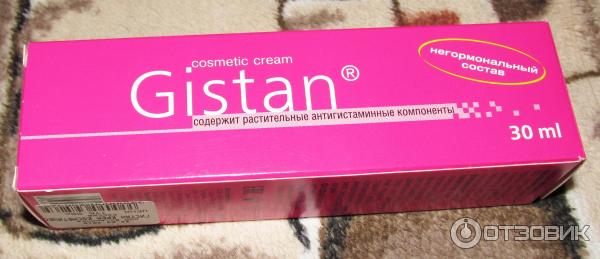 cosmetic cream
Gistan®
содержит растительные антигистаминные компоненты
негормональный
состав
30 ml
ОТЗОВИК